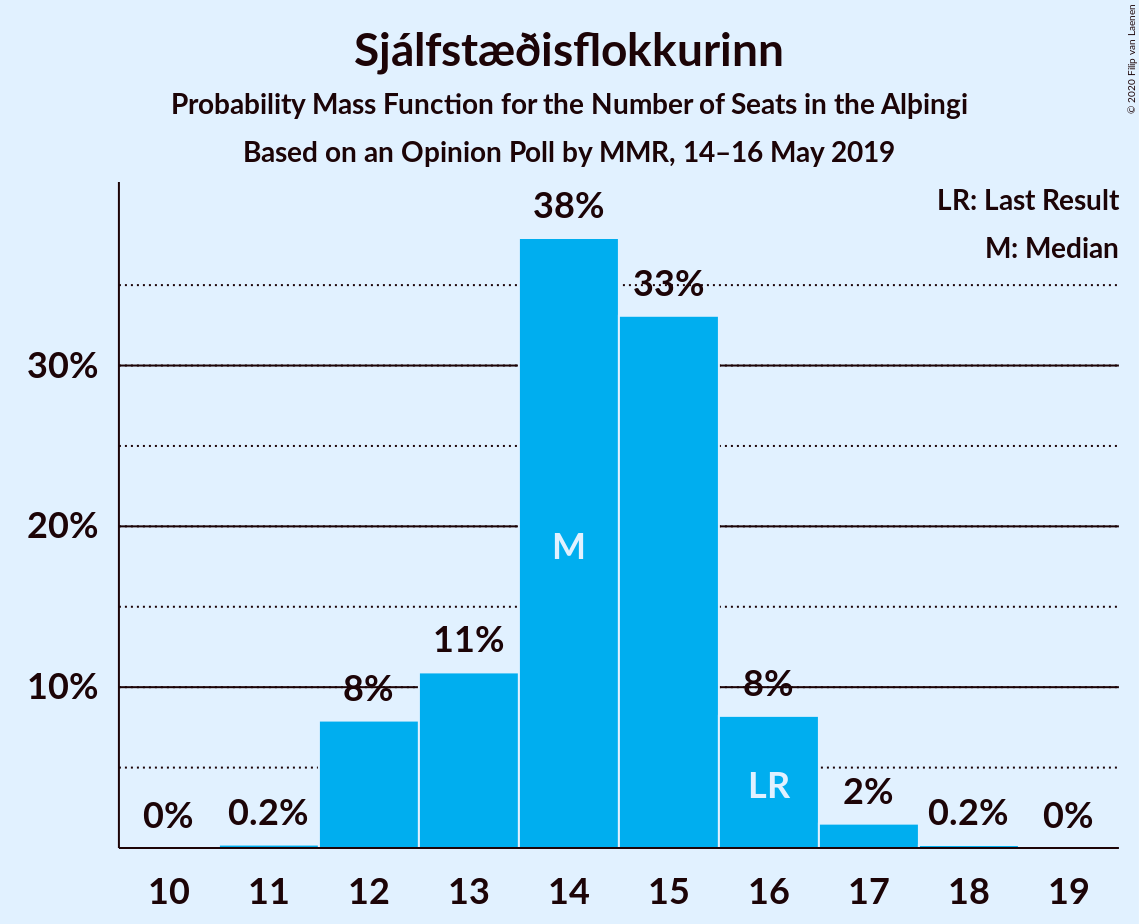 Sjálfstæðisflokkurinn
Probability Mass Function for the Number of Seats in the Alþingi
Based on an Opinion Poll by MMR, 14–16 May 2019
© 2020 Filip van Laenen
LR: Last Result
M: Median
38%
33%
30%
20%
M
11%
10%
8%
8%
LR
2%
0%
0.2%
0.2%
0%
10 11 12 13 14 15 16 17 18 19